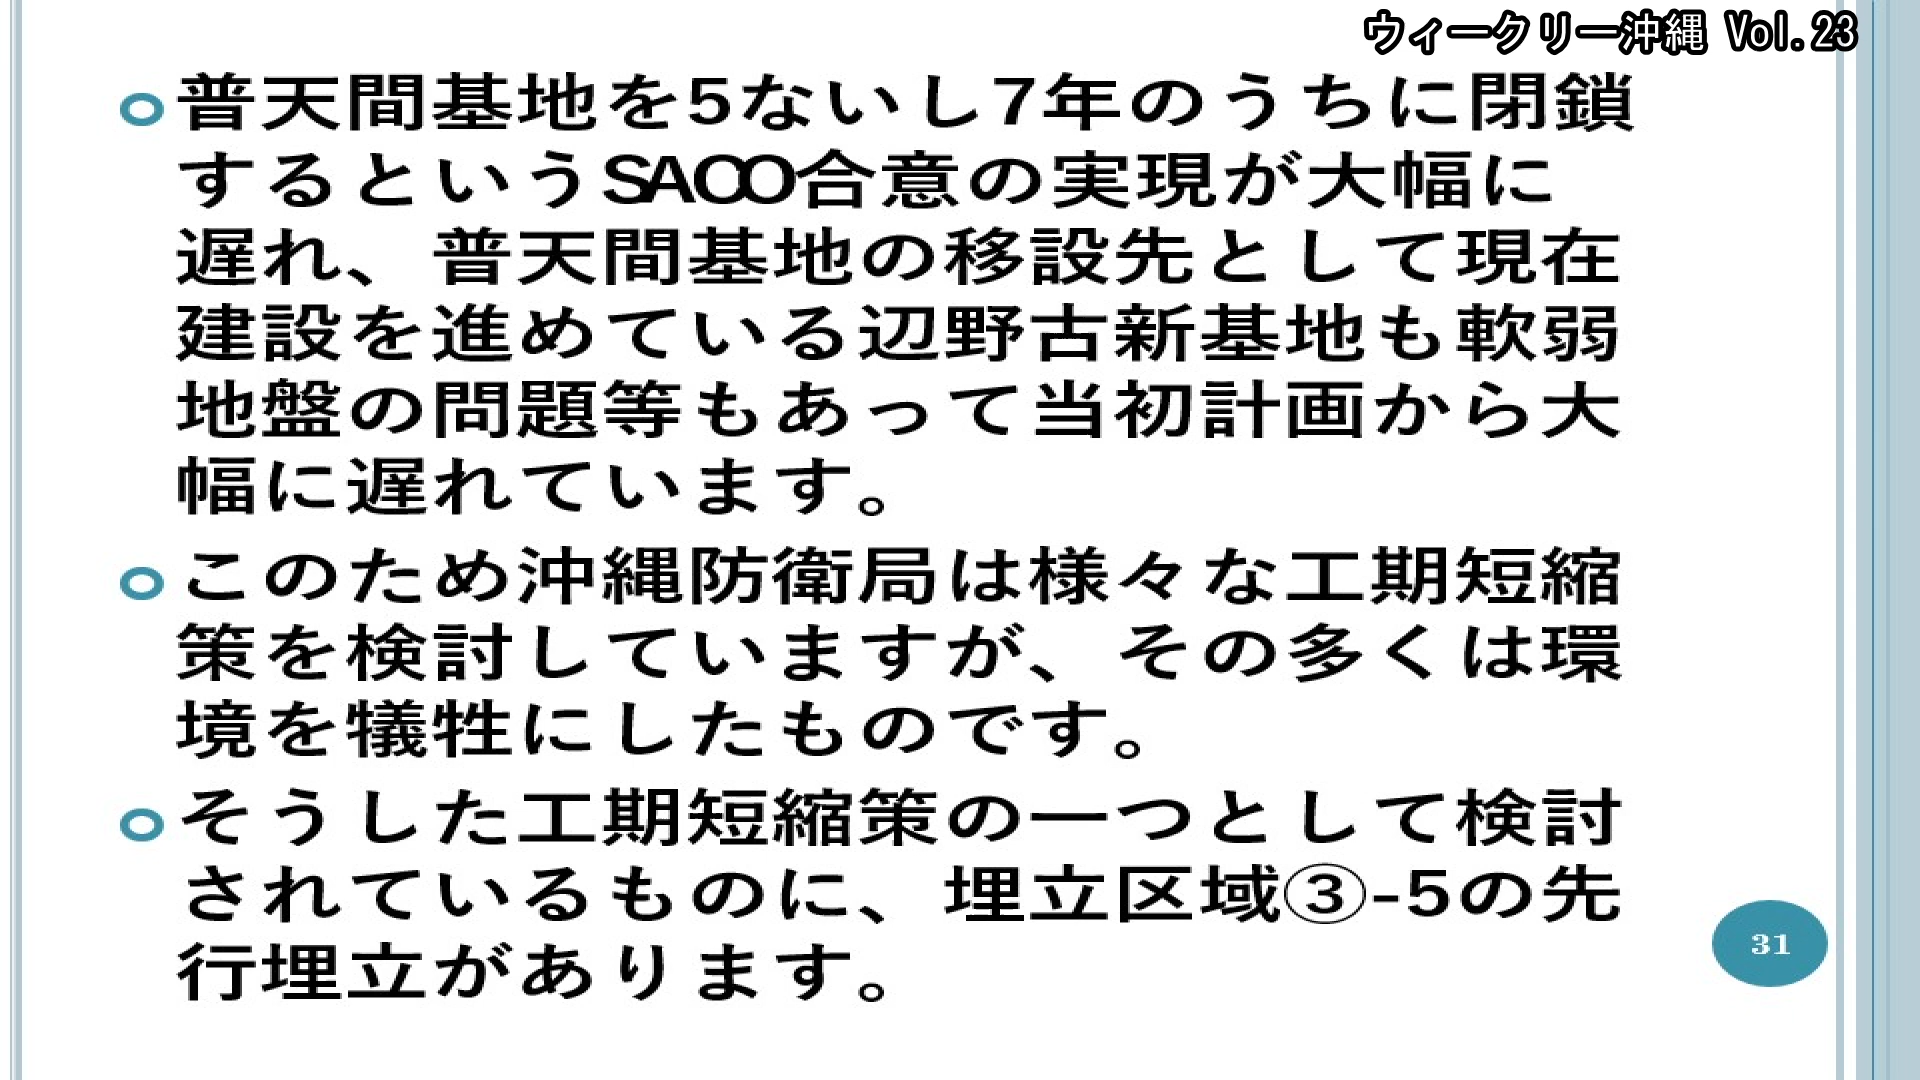 ウィークリー沖縄 Vol.23
普天間基地を5ないし7年のうちに閉鎖
するというSACO合意の実現が大幅に
遅れ、普天間基地の移設先として現在
建設を進めている辺野古新基地も軟弱
地盤の問題等もあって当初計画から大
幅に遅れています。
このため沖縄防衛局は様々な工期短縮
策を検討していますが、その多くは環
境を犠牲にしたものです。
そうした工期短縮策の一つとして検討
されているものに、埋立区域③-5の先
行埋立があります。
31